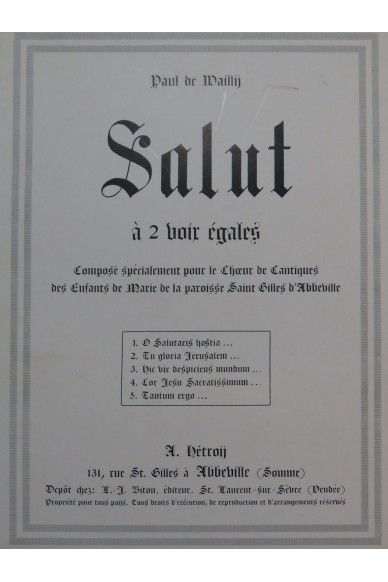 Paul de Wailly
Salut
à 2 voix égales
Composé spécialement pour le Chœur de Cantiques
des Enfants de Marie de la paroisse Saint Gilles d'Abbeville
1. O Salutaris hostia ...
2. Tu gloria Jerusalem ...
3. Hic vir despiciens mundum ...
4. Cor Jesu Sacratissimum ...
5. Tantum ergo ...
A. Hétroy
131, rue St. Gilles à Abbeville (Somme)
Depôt chez: L.-J. Biton, éditeur, St. Laurent-sur-Sèvre (Vendée)
Propriété pour tous pays. Tous droits d'exécution, de reproduction et d'arrangements réservés